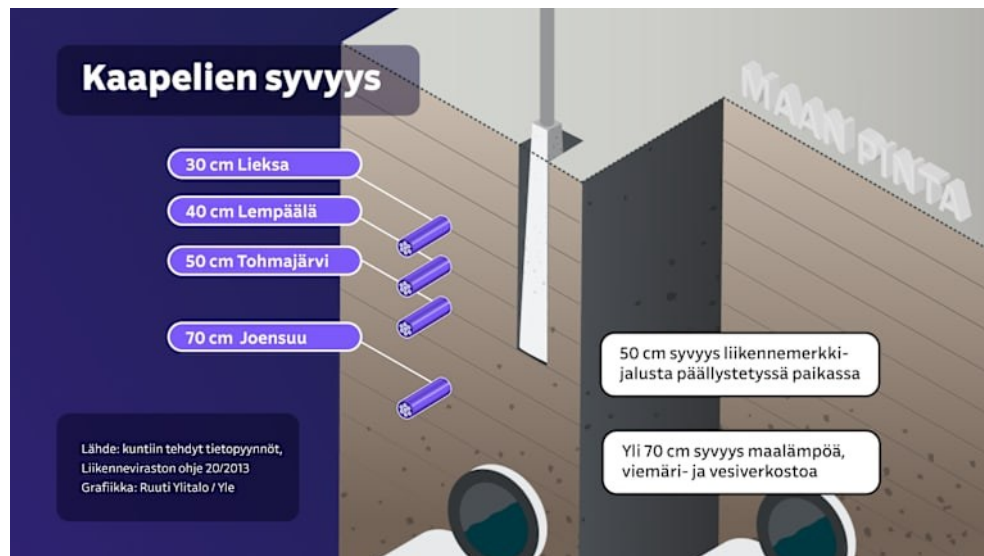 Kaapelien syvyys
MAAN PINTA
30 cm Lieksa
40 cm Lempäälä
50 cm Tohmajärvi
70 cm Joensuu
50 cm syvyys liikennemerkki-
jalusta päällystetyssä paikassa
Yli 70 cm syvyys maalämpöä,
viemäri- ja vesiverkostoa
Lähde: kuntiin tehdyt tietopyynnöt,
Liikenneviraston ohje 20/2013
Grafiikka: Ruuti Ylitalo / Yle